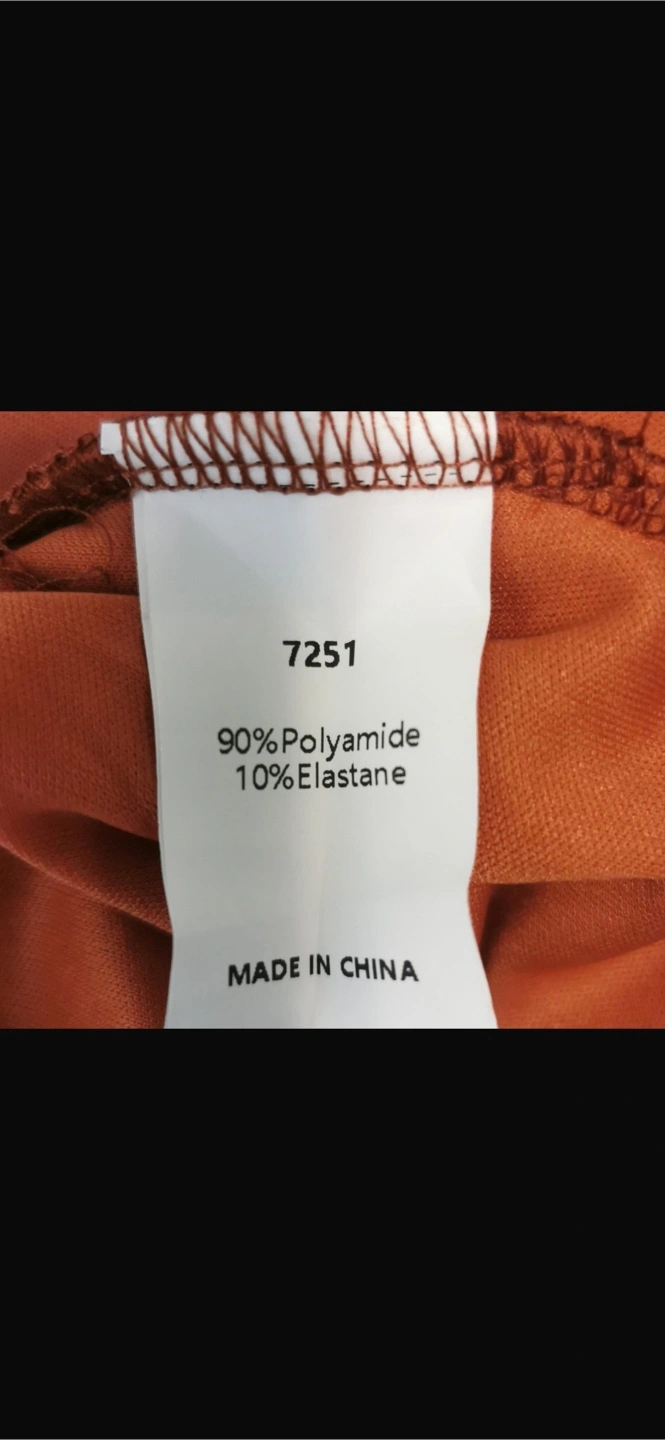 7251
90%Polyamide
10%Elastane
MADE IN CHINA